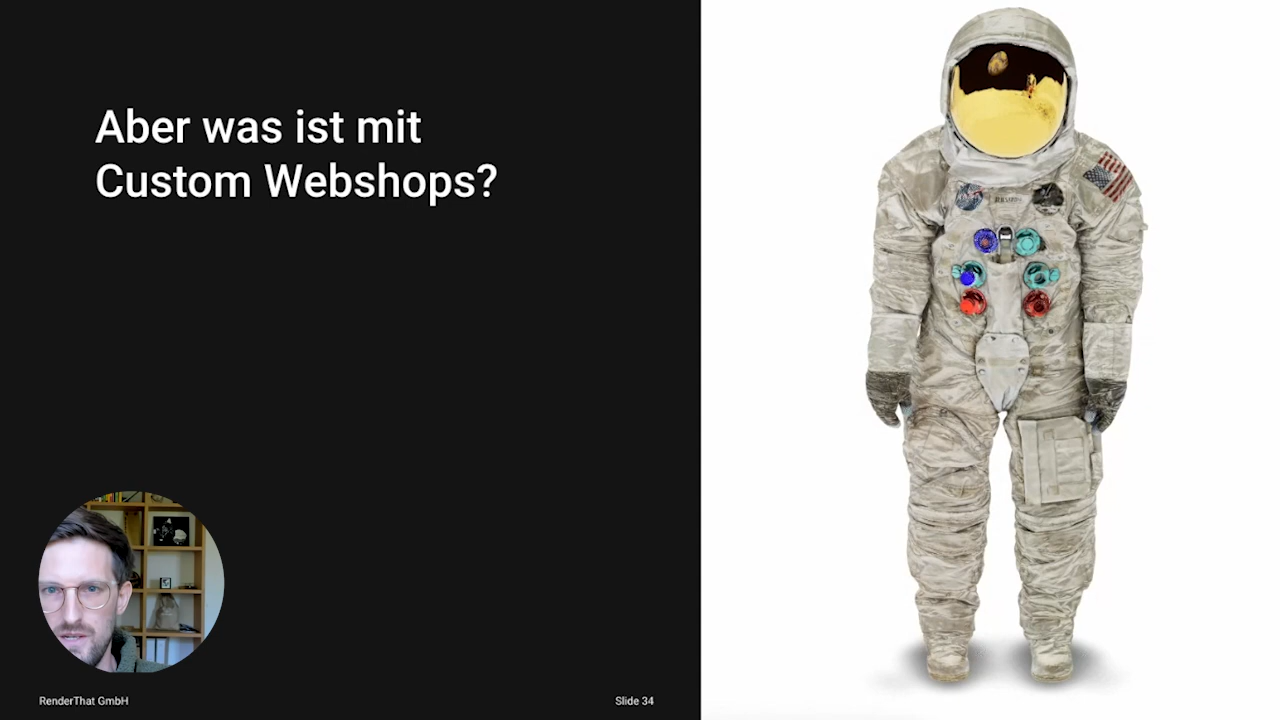 Aber was ist mit
Custom Webshops?
RenderThat GmbH
Slide 34